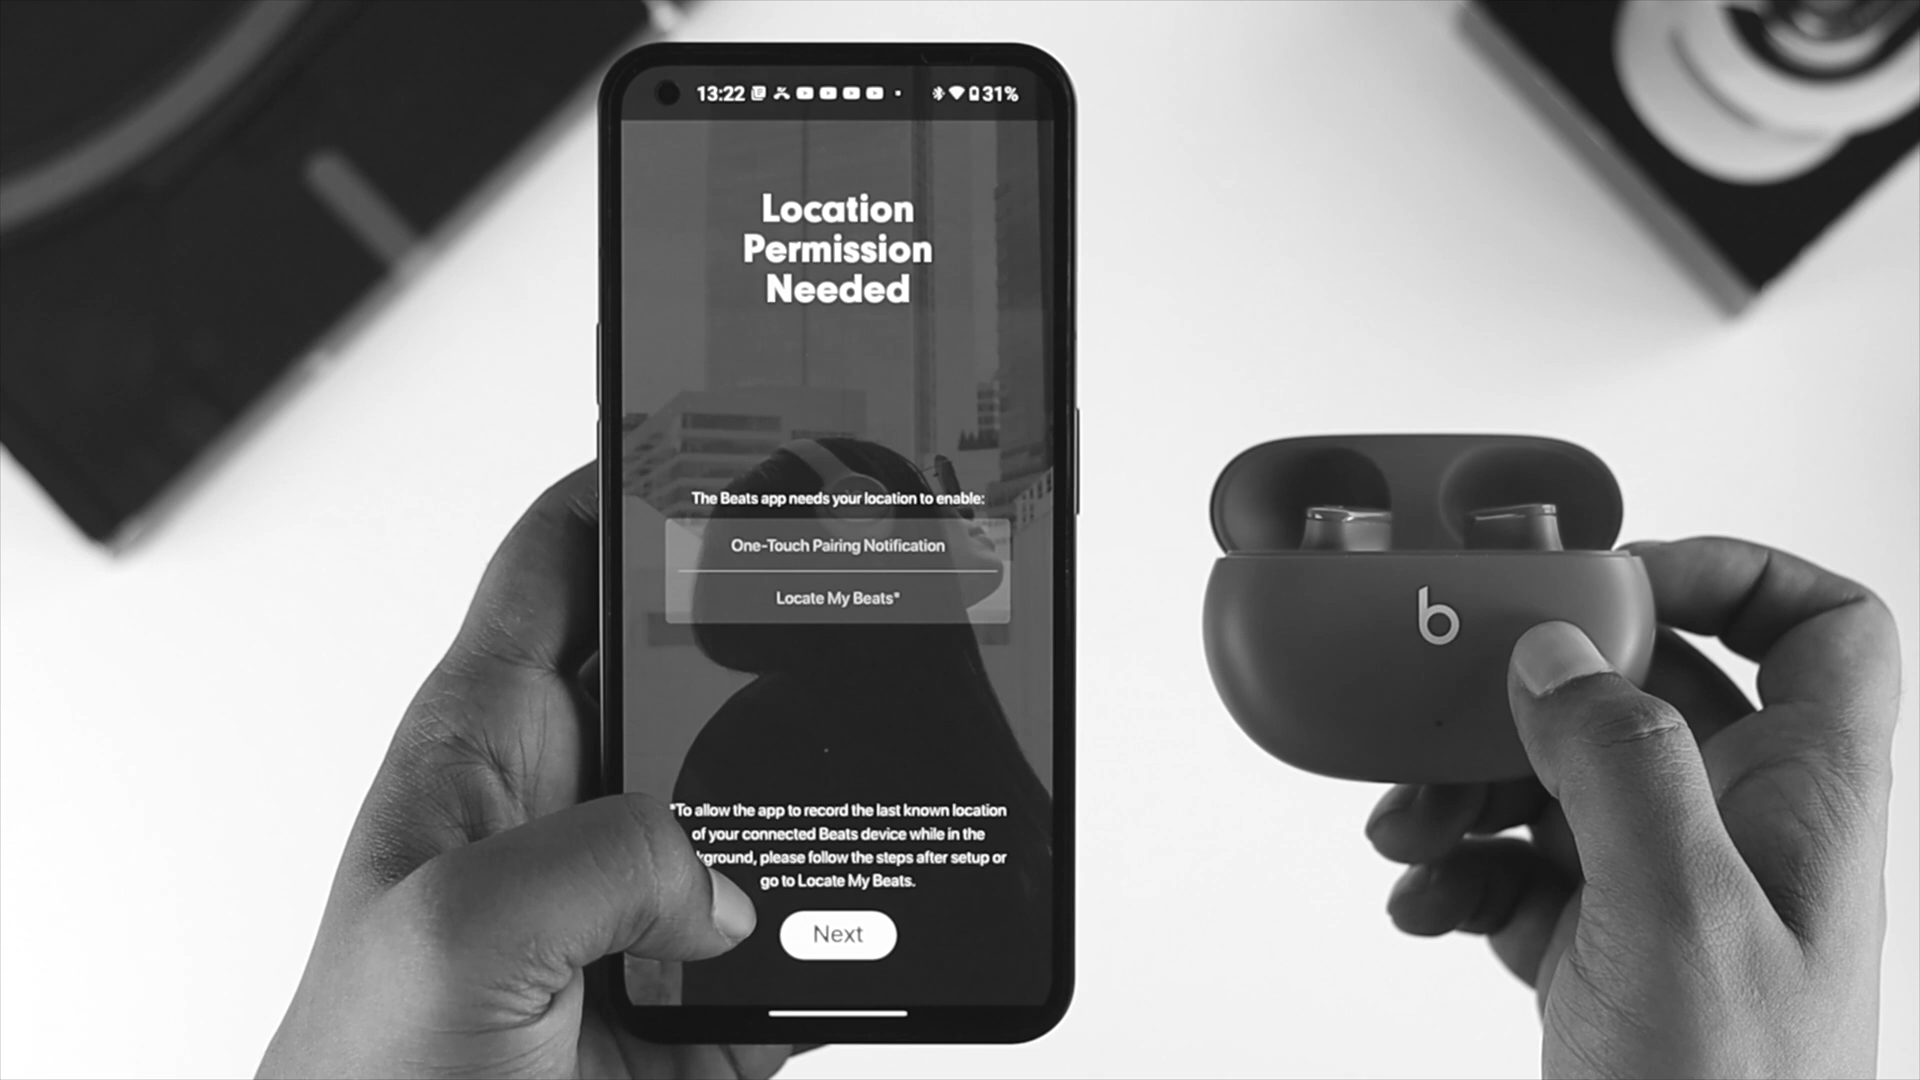 13:22 31%
Location
Permission
Needed
The Beats app needs your location to enable:
One-Touch Pairing Notification
Locate My Beats*
*To allow the app to record the last known location
of your connected Beats device while in the
kground, please follow the steps after setup or
go to Locate My Beats.
Next
b